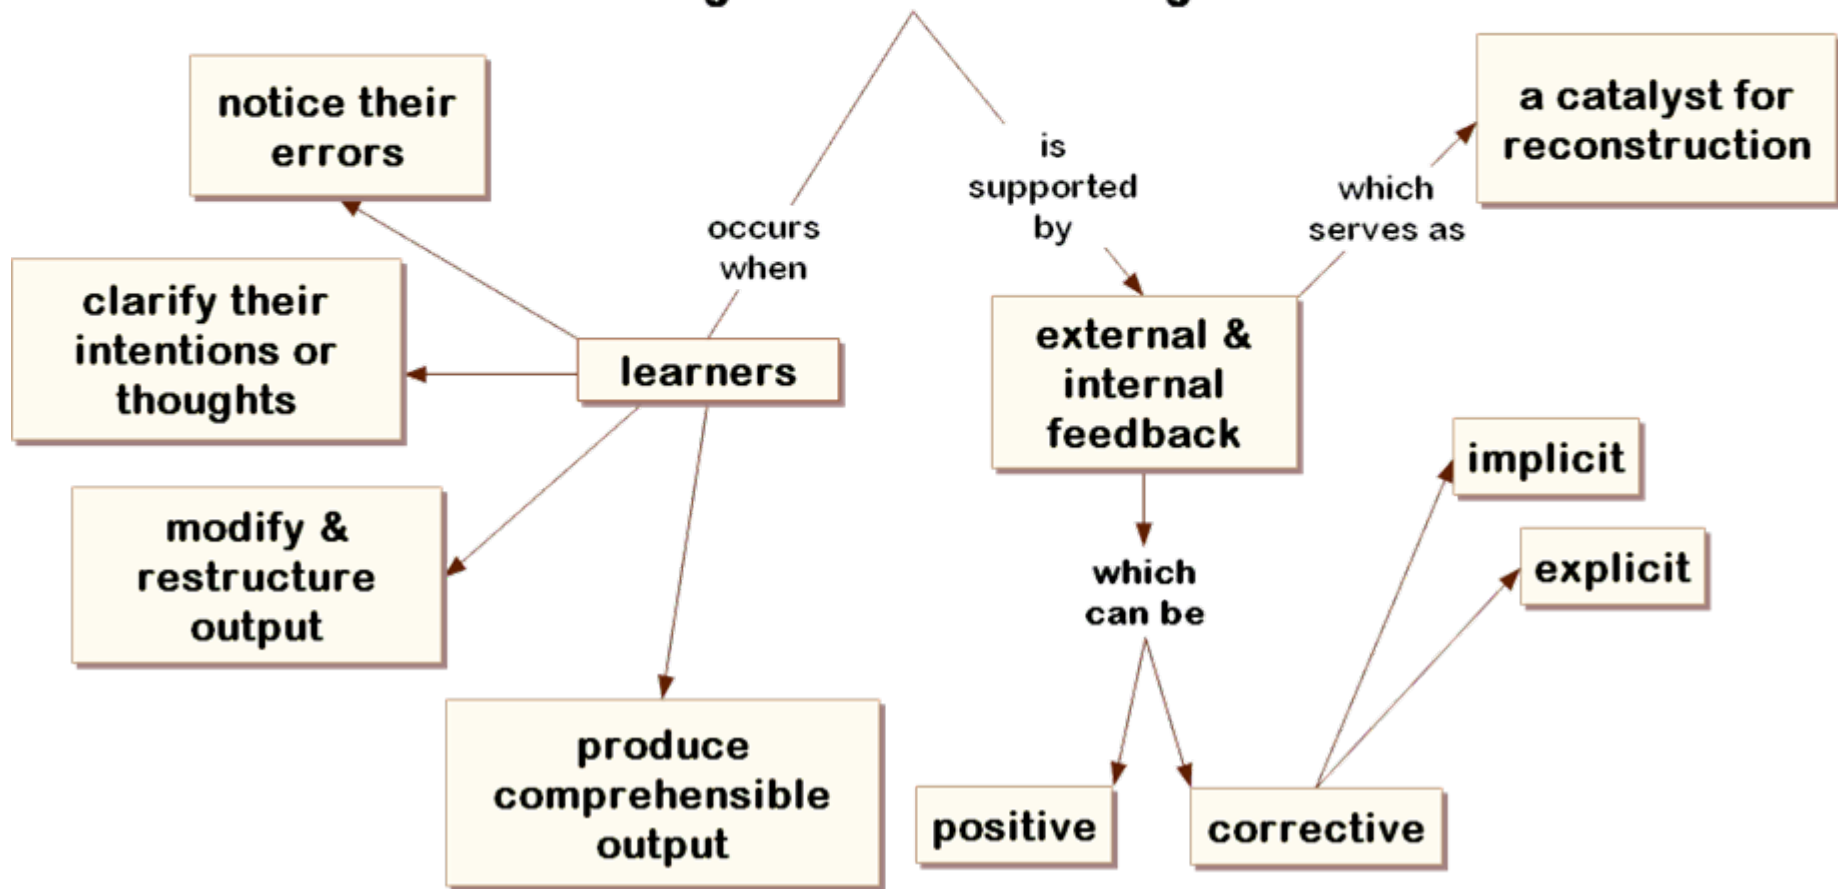 occurs
when
is
supported
by
which
serves as
a catalyst for
reconstruction
notice their
errors
clarify their
intentions or
thoughts
learners
modify &
restructure
output
produce
comprehensible
output
external &
internal
feedback
which
can be
positive
corrective
implicit
explicit